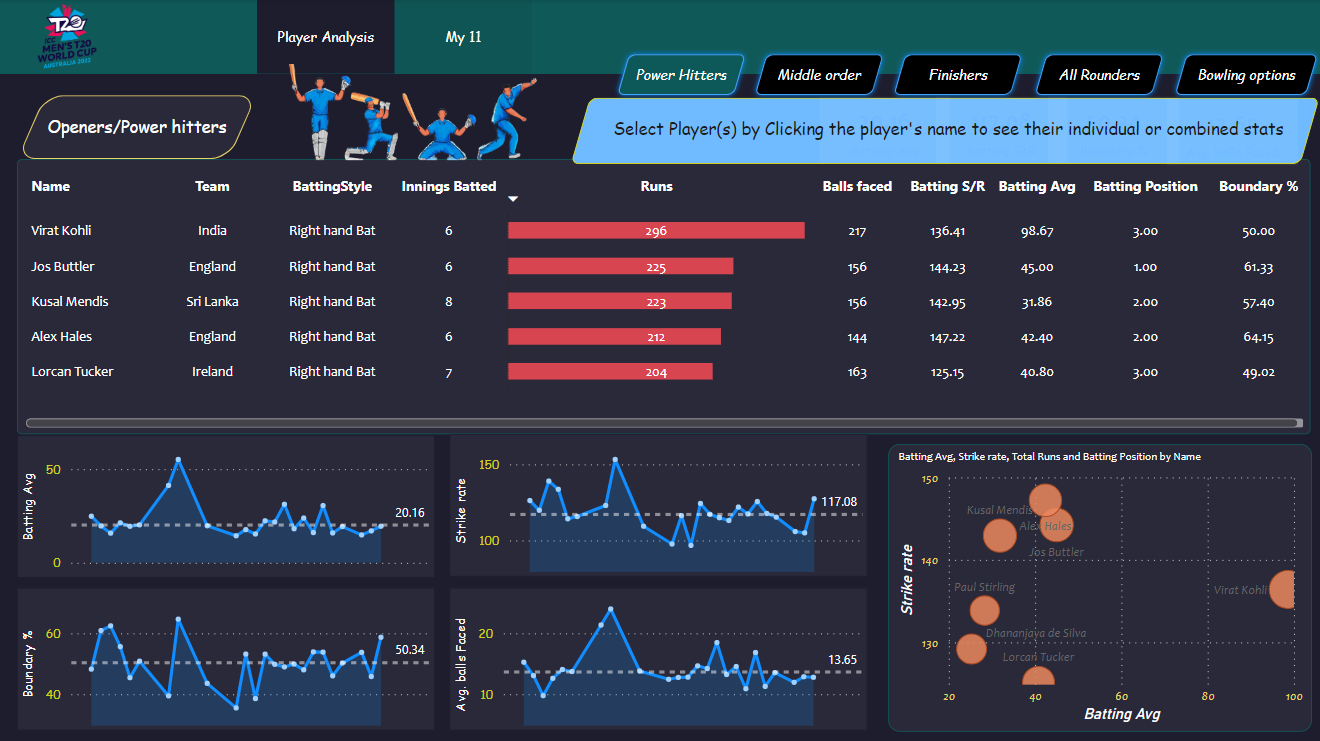 T20
ICC
MEN'S T20
WORLD CUP
AUSTRALIA 2022
Player Analysis
My 11
Power Hitters
Middle order
Finishers
All Rounders
Bowling options
Openers/Power hitters
Select Player(s) by Clicking the player's name to see their individual or combined stats
Name Team BattingStyle Innings Batted Runs Balls faced Batting S/R Batting Avg Batting Position Boundary %
Virat Kohli India Right hand Bat 6 296 217 136.41 98.67 3.00 50.00
Jos Buttler England Right hand Bat 6 225 156 144.23 45.00 1.00 61.33
Kusal Mendis Sri Lanka Right hand Bat 8 223 156 142.95 31.86 2.00 57.40
Alex Hales England Right hand Bat 6 212 144 147.22 42.40 2.00 64.15
Lorcan Tucker Ireland Right hand Bat 7 204 163 125.15 40.80 3.00 49.02
Batting Avg
50
0
20.16
Strike rate
150
100
117.08
Boundary %
60
40
50.34
Avg. balls Faced
20
10
13.65
Batting Avg, Strike rate, Total Runs and Batting Position by Name
Strike rate
150
140
130
Kusal Mendis
Alex Hales
Jos Buttler
Virat Kohli
Paul Stirling
Dhananjaya de Silva
Lorcan Tucker
20 40 60 80 100
Batting Avg